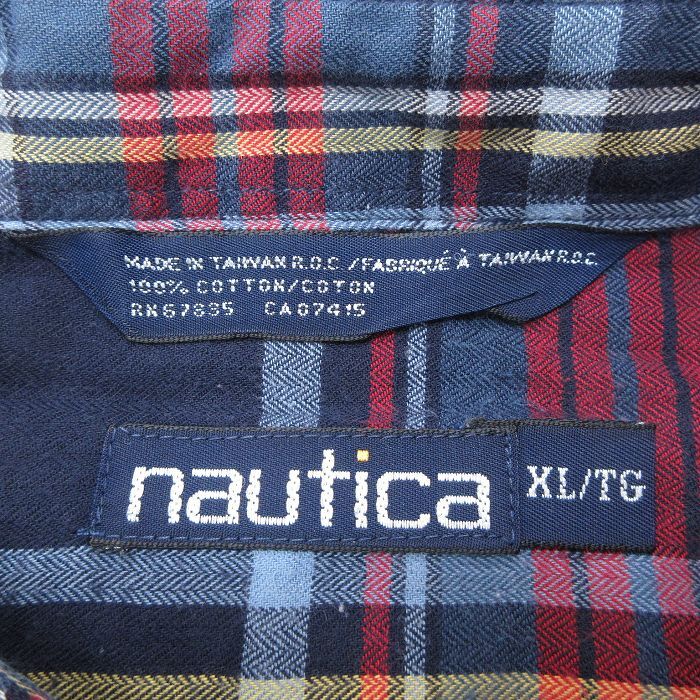 MADE IN TAIWAN R.O.C./FABRIQUÉ À TAIWAN R.O.C.
100% COTTON/COTON
RN67835 CA07415
nautica
XL/TG